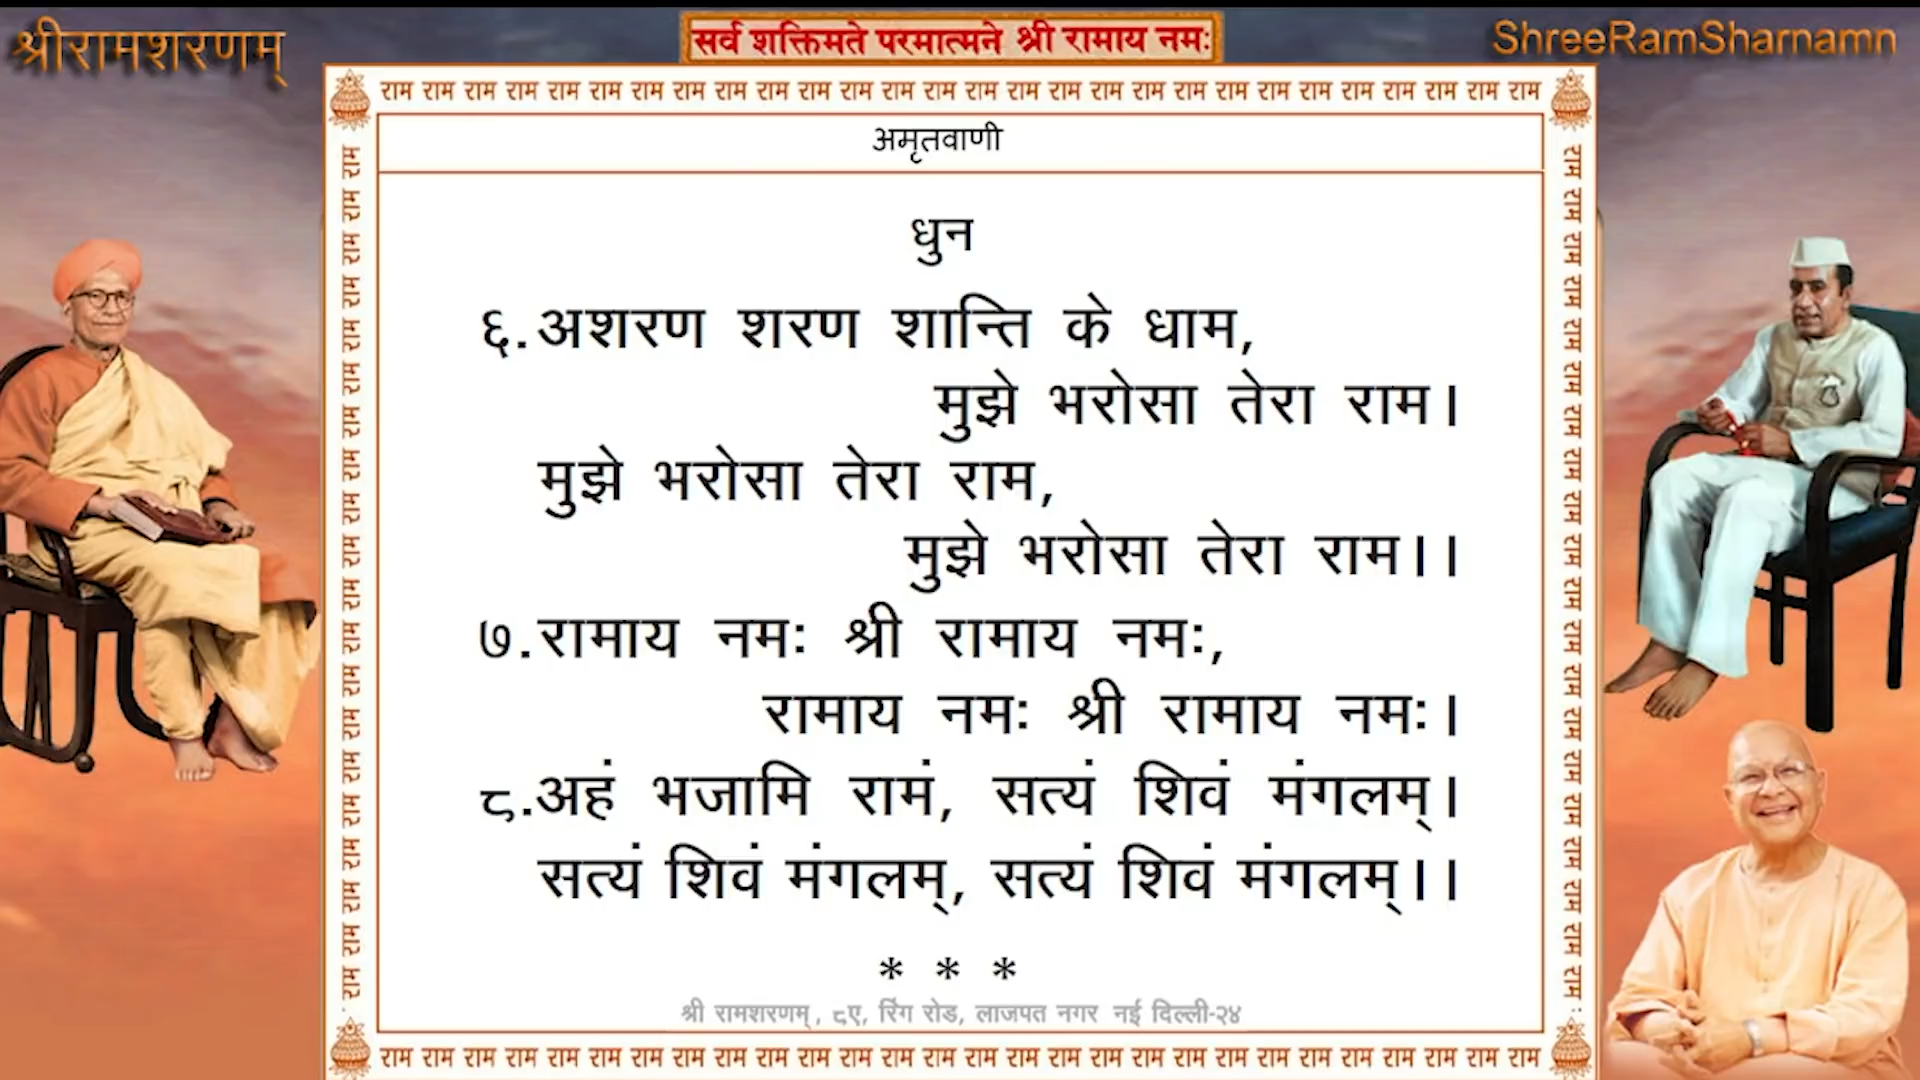 श्रीरामशरणम्
सर्व शक्तिमते परमात्मने श्री रामाय नमः
ShreeRamSharnamn
राम राम राम राम राम राम राम राम राम राम राम राम राम राम राम राम राम राम राम राम राम राम राम राम राम राम राम राम
अमृतवाणी
धुन
६.अशरण शरण शान्ति के धाम,
मुझे भरोसा तेरा राम।
मुझे भरोसा तेरा राम,
मुझे भरोसा तेरा राम।।
७.रामाय नमः श्री रामाय नमः,
रामाय नमः श्री रामाय नमः।
८.अहं भजामि रामं, सत्यं शिवं मंगलम्।
सत्यं शिवं मंगलम्, सत्यं शिवं मंगलम्।।
* * *
श्री रामशरणम्, ८ए, रिंग रोड, लाजपत नगर नई दिल्ली-२४
राम राम राम राम राम राम राम राम राम राम राम राम राम राम राम राम राम राम राम राम राम राम राम राम राम राम राम राम
राम राम राम राम राम राम राम राम राम राम राम राम राम राम राम राम राम राम राम राम
राम राम राम राम राम राम राम राम राम राम राम राम राम राम राम राम राम राम राम राम